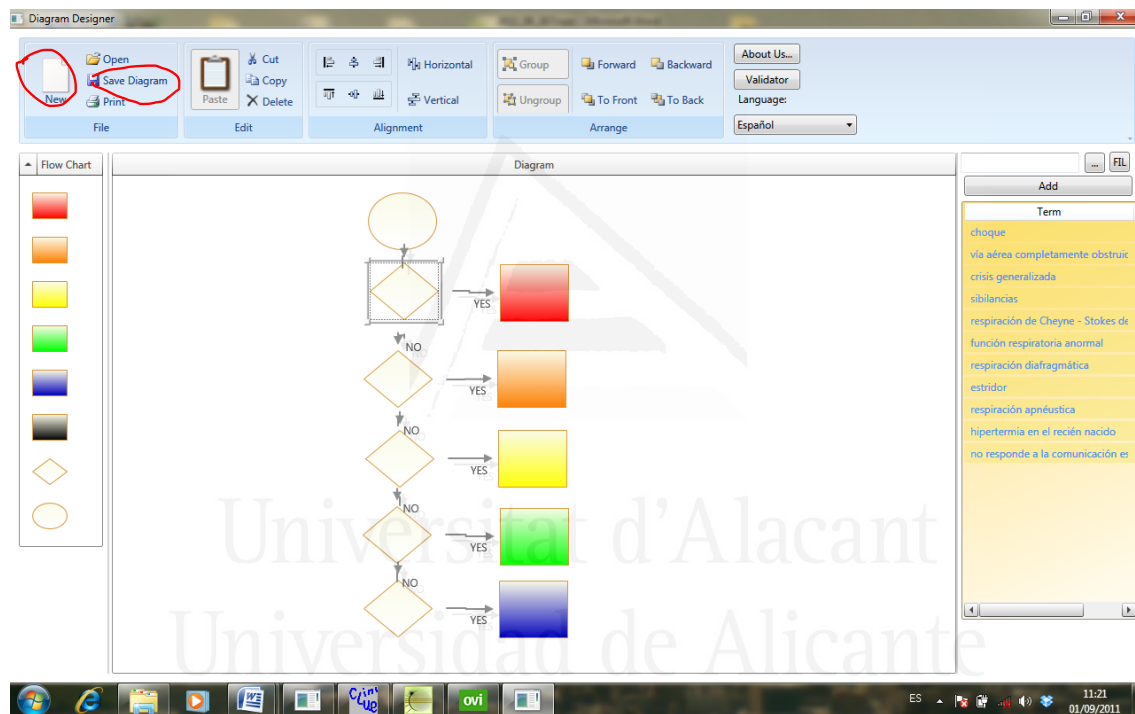 Diagram Designer
New
Open
Save Diagram
Print
File
Paste
Cut
Copy
Delete
Edit
Horizontal
Vertical
Alignment
Group
Ungroup
Forward
Backward
To Front
To Back
Arrange
About Us...
Validator
Language:
Español
Flow Chart
Diagram
... FIL
Add
Term
choque
vía aérea completamente obstruic
crisis generalizada
sibilancias
respiración de Cheyne - Stokes de
función respiratoria anormal
respiración diafragmática
estridor
respiración apnéustica
hipertermia en el recién nacido
no responde a la comunicación es
YES
NO
YES
NO
YES
NO
YES
NO
YES
Universitat d'Alacant
Universidad de Alicante
ovi
ES
11:21
01/09/2011